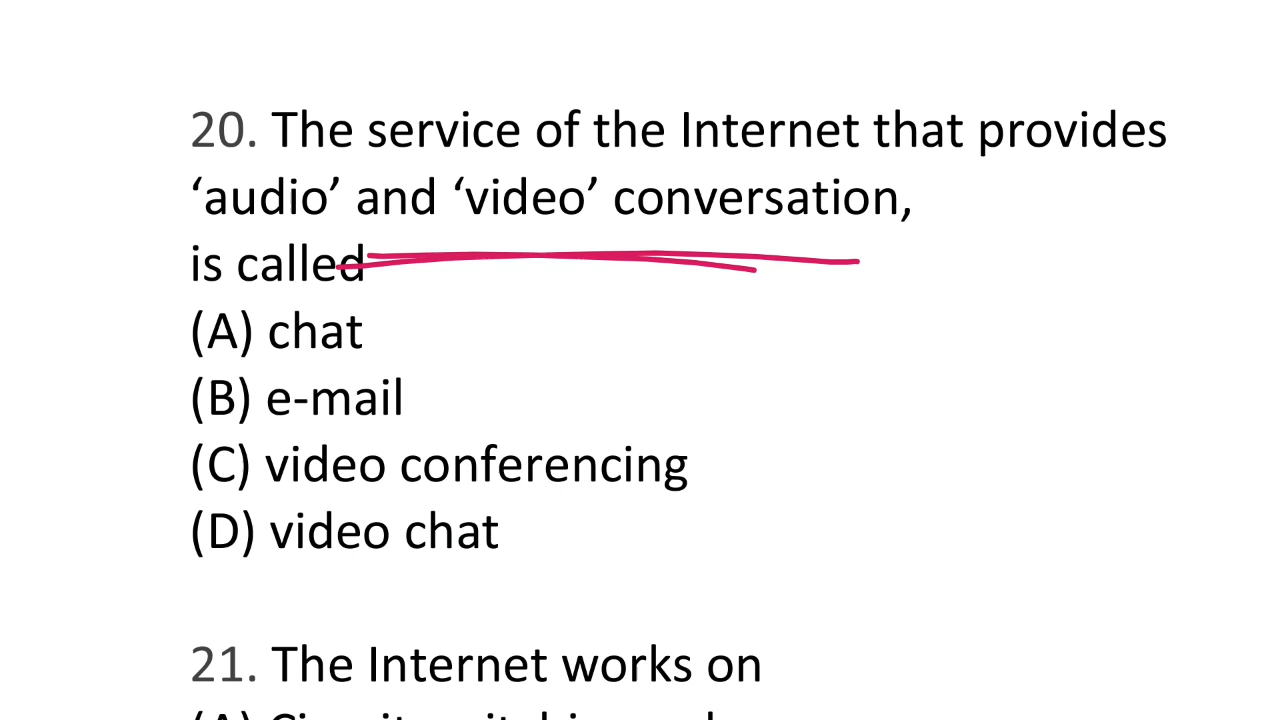 20. The service of the Internet that provides
‘audio’ and ‘video’ conversation,
is called
(A) chat
(B) e-mail
(C) video conferencing
(D) video chat
21. The Internet works on
(A)